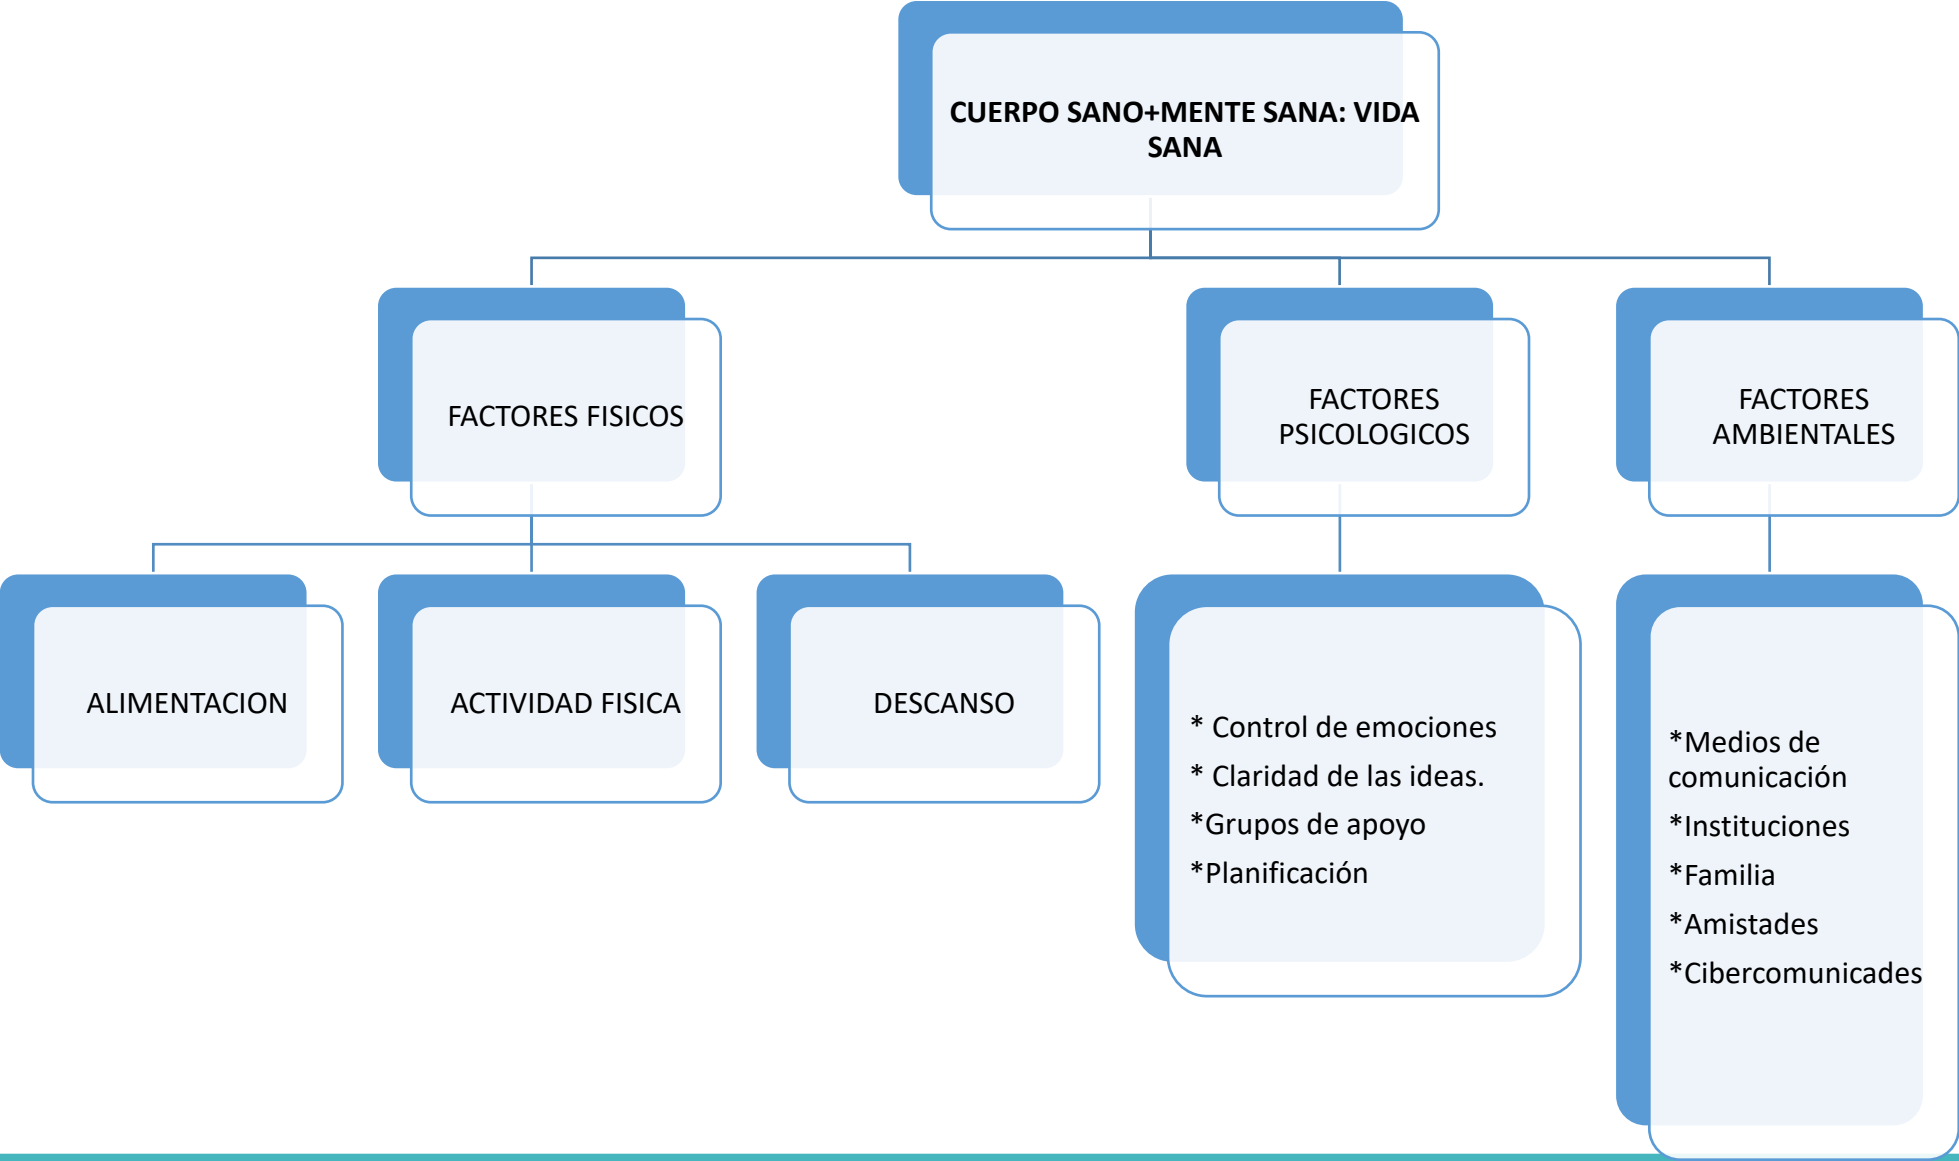 CUERPO SANO+MENTE SANA: VIDA
SANA
FACTORES FISICOS
FACTORES
PSICOLOGICOS
FACTORES
AMBIENTALES
ALIMENTACION
ACTIVIDAD FISICA
DESCANSO
* Control de emociones
* Claridad de las ideas.
*Grupos de apoyo
*Planificación
*Medios de
comunicación
*Instituciones
*Familia
*Amistades
*Cibercomunicades